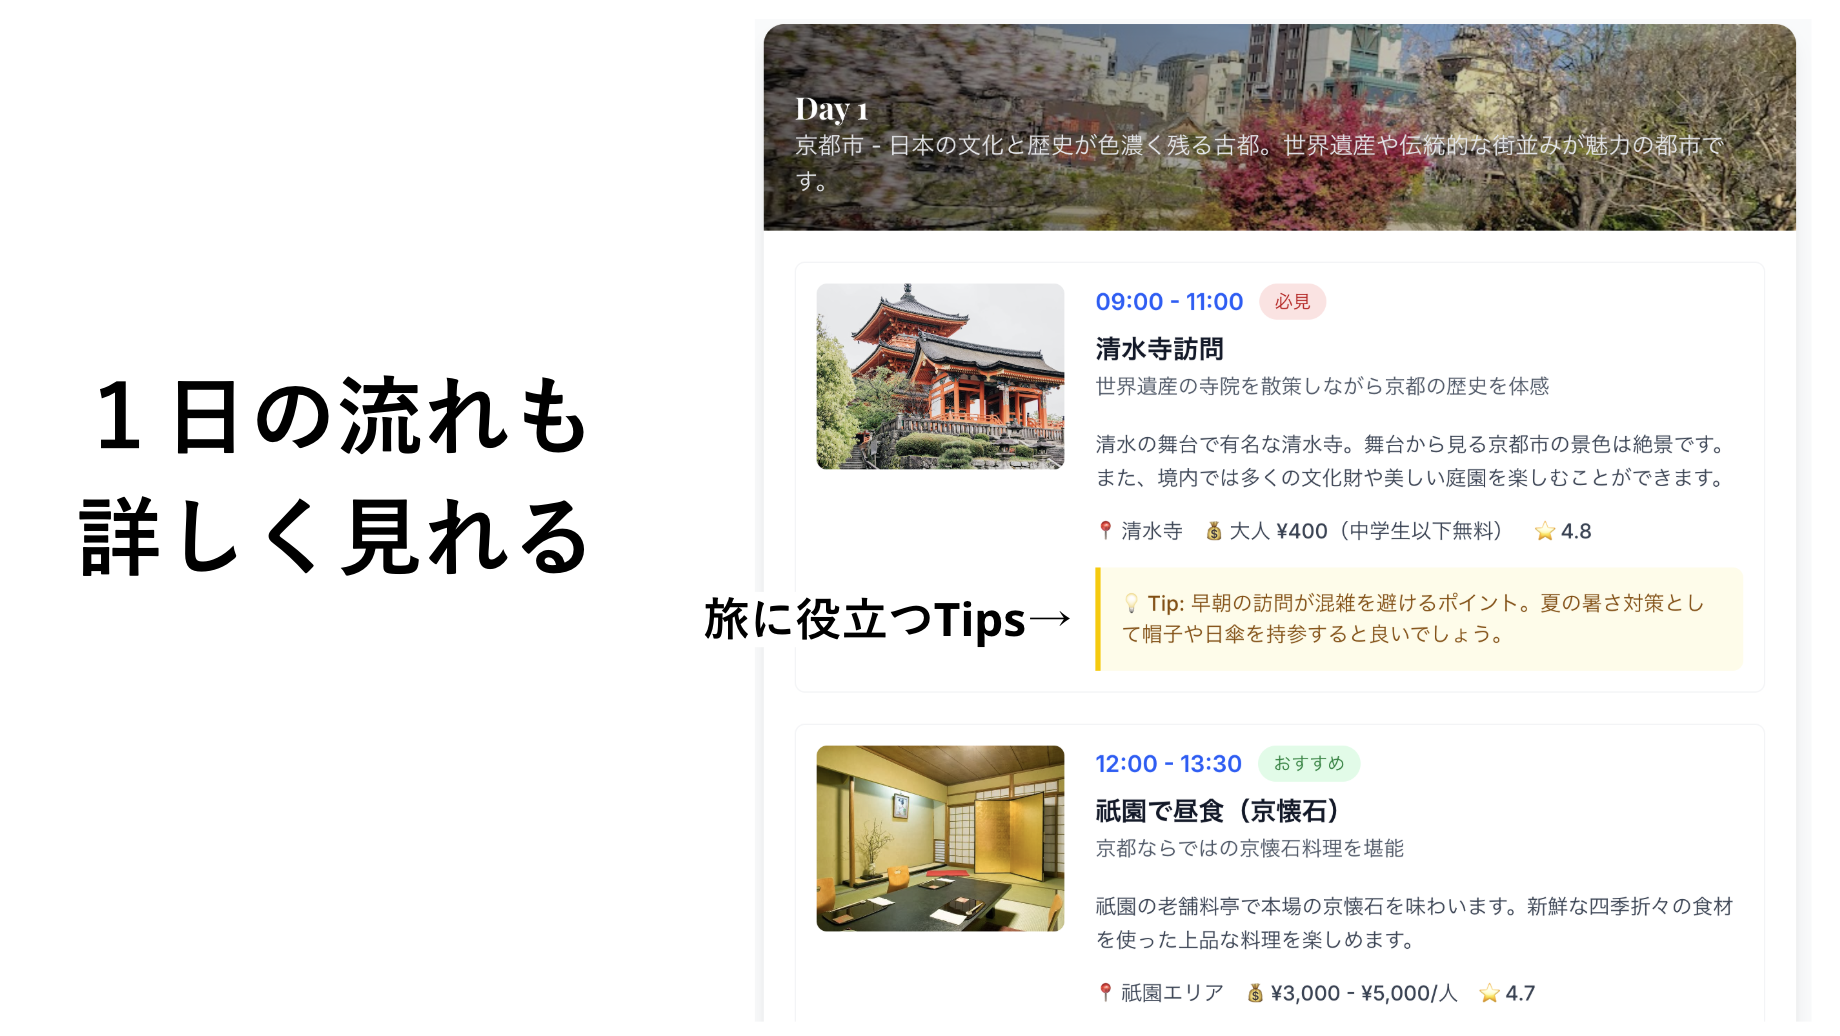 １日の流れも
詳しく見れる
旅に役立つTips→
Day 1
京都市 - 日本の文化と歴史が色濃く残る古都。世界遺産や伝統的な街並みが魅力の都市で
す。
09:00 - 11:00 必見
清水寺訪問
世界遺産の寺院を散策しながら京都の歴史を体感
清水の舞台で有名な清水寺。舞台から見る京都市の景色は絶景です。
また、境内では多くの文化財や美しい庭園を楽しむことができます。
📍 清水寺 💰 大人 ¥400（中学生以下無料） ⭐ 4.8
💡 Tip: 早朝の訪問が混雑を避けるポイント。夏の暑さ対策とし
て帽子や日傘を持参すると良いでしょう。
12:00 - 13:30 おすすめ
祇園で昼食（京懐石）
京都ならではの京懐石料理を堪能
祇園の老舗料亭で本場の京懐石を味わいます。新鮮な四季折々の食材
を使った上品な料理を楽しめます。
📍 祇園エリア 💰 ¥3,000 - ¥5,000/人 ⭐ 4.7